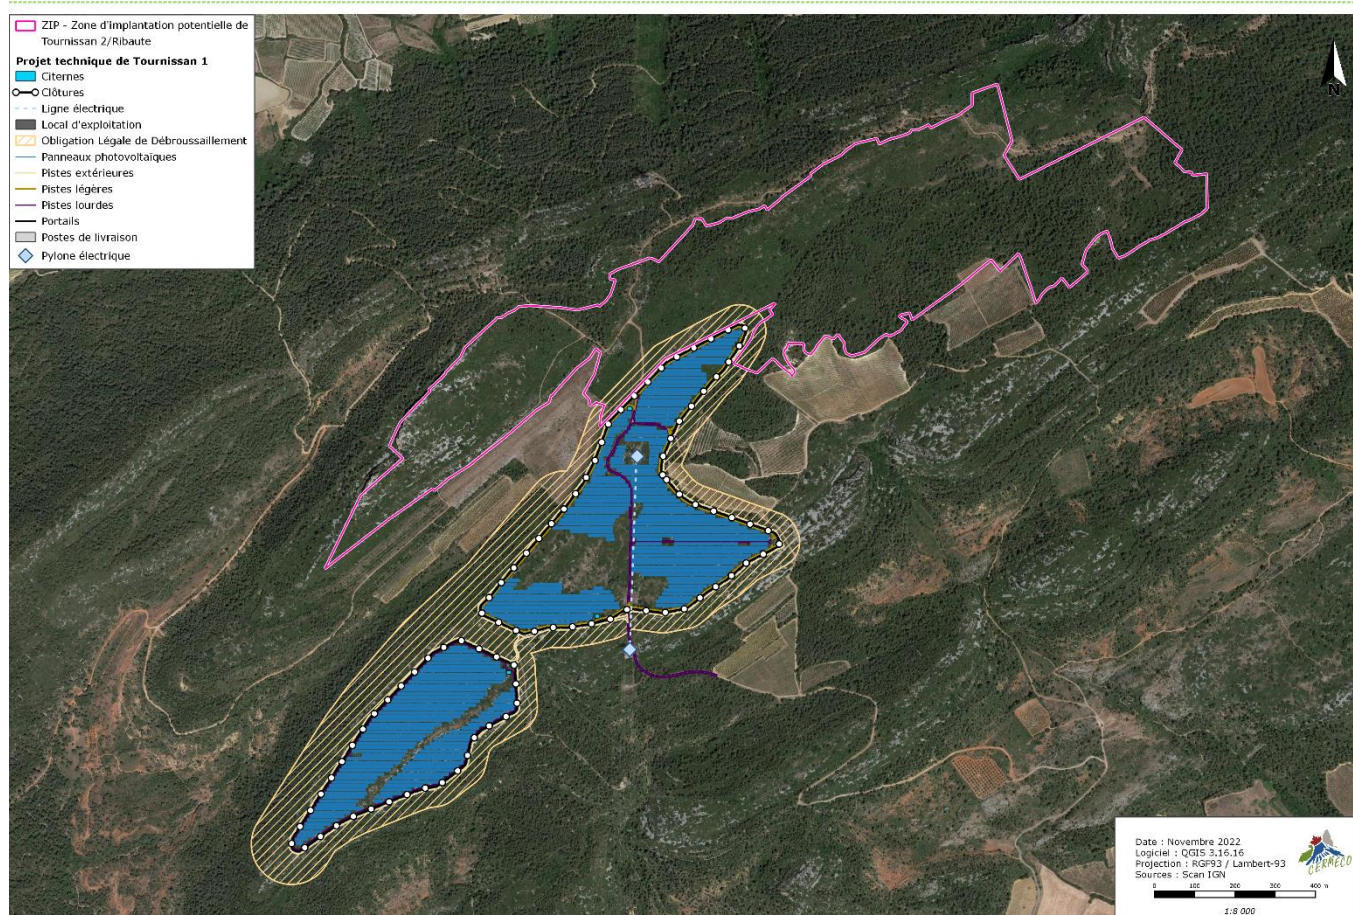 ZIP - Zone d'implantation potentielle de
Tournissan 2/Ribaute
Projet technique de Tournissan 1
Citernes
Clôtures
Ligne électrique
Local d'exploitation
Obligation Légale de Débroussaillement
Panneaux photovoltaïques
Pistes extérieures
Pistes légères
Pistes lourdes
Portails
Postes de livraison
Pylone électrique
N
Date : Novembre 2022
Logiciel : QGIS 3.16.16
Projection : RGF93 / Lambert-93
Sources : Scan IGN
CERMECO
0 100 200 300 400 m
1:8 000